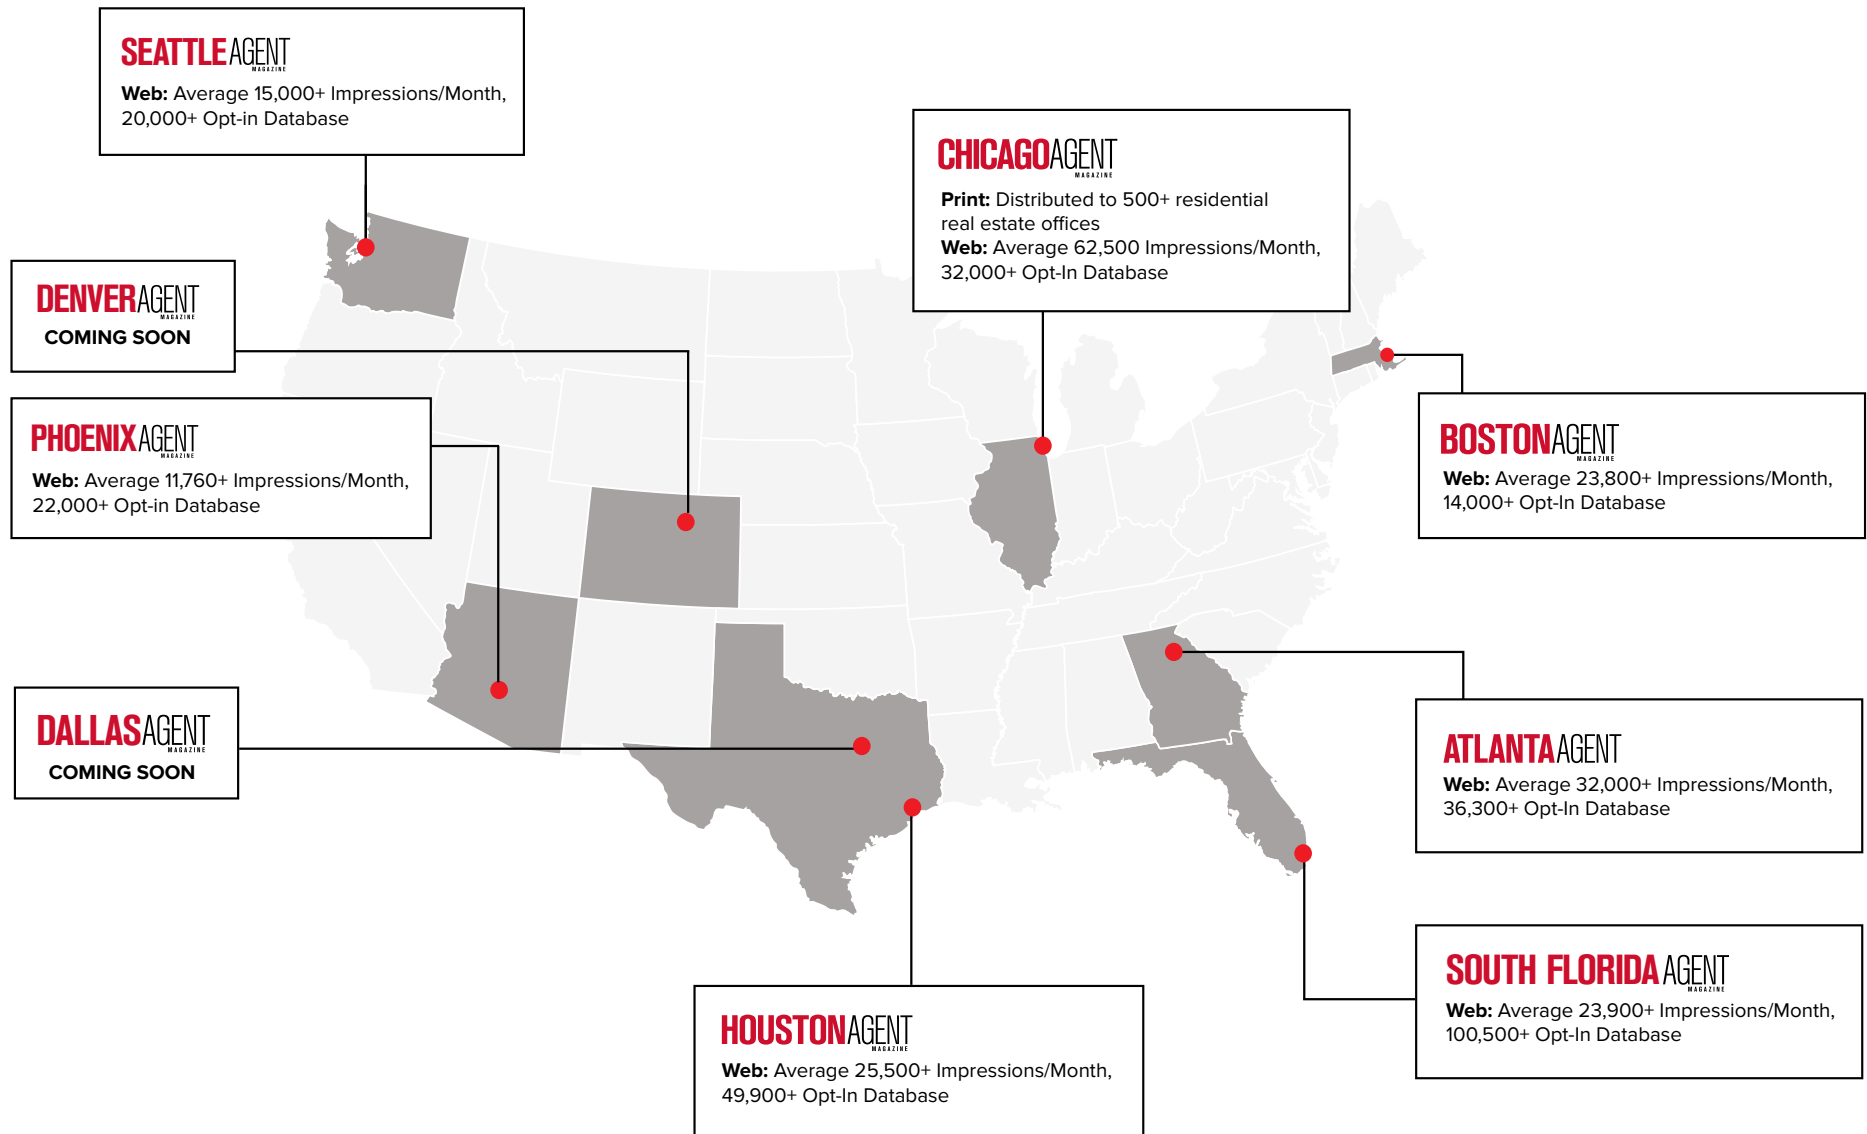 SEATTLE AGENT
MAGAZINE
Web: Average 15,000+ Impressions/Month,
20,000+ Opt-in Database
CHICAGOAGENT
MAGAZINE
Print: Distributed to 500+ residential
real estate offices
Web: Average 62,500 Impressions/Month,
32,000+ Opt-In Database
DENVERAGENT
MAGAZINE
COMING SOON
PHOENIXAGENT
MAGAZINE
Web: Average 11,760+ Impressions/Month,
22,000+ Opt-in Database
BOSTONAGENT
MAGAZINE
Web: Average 23,800+ Impressions/Month,
14,000+ Opt-In Database
DALLASAGENT
MAGAZINE
COMING SOON
ATLANTAAGENT
Web: Average 32,000+ Impressions/Month,
36,300+ Opt-In Database
SOUTH FLORIDA AGENT
MAGAZINE
Web: Average 23,900+ Impressions/Month,
100,500+ Opt-In Database
HOUSTONAGENT
MAGAZINE
Web: Average 25,500+ Impressions/Month,
49,900+ Opt-In Database